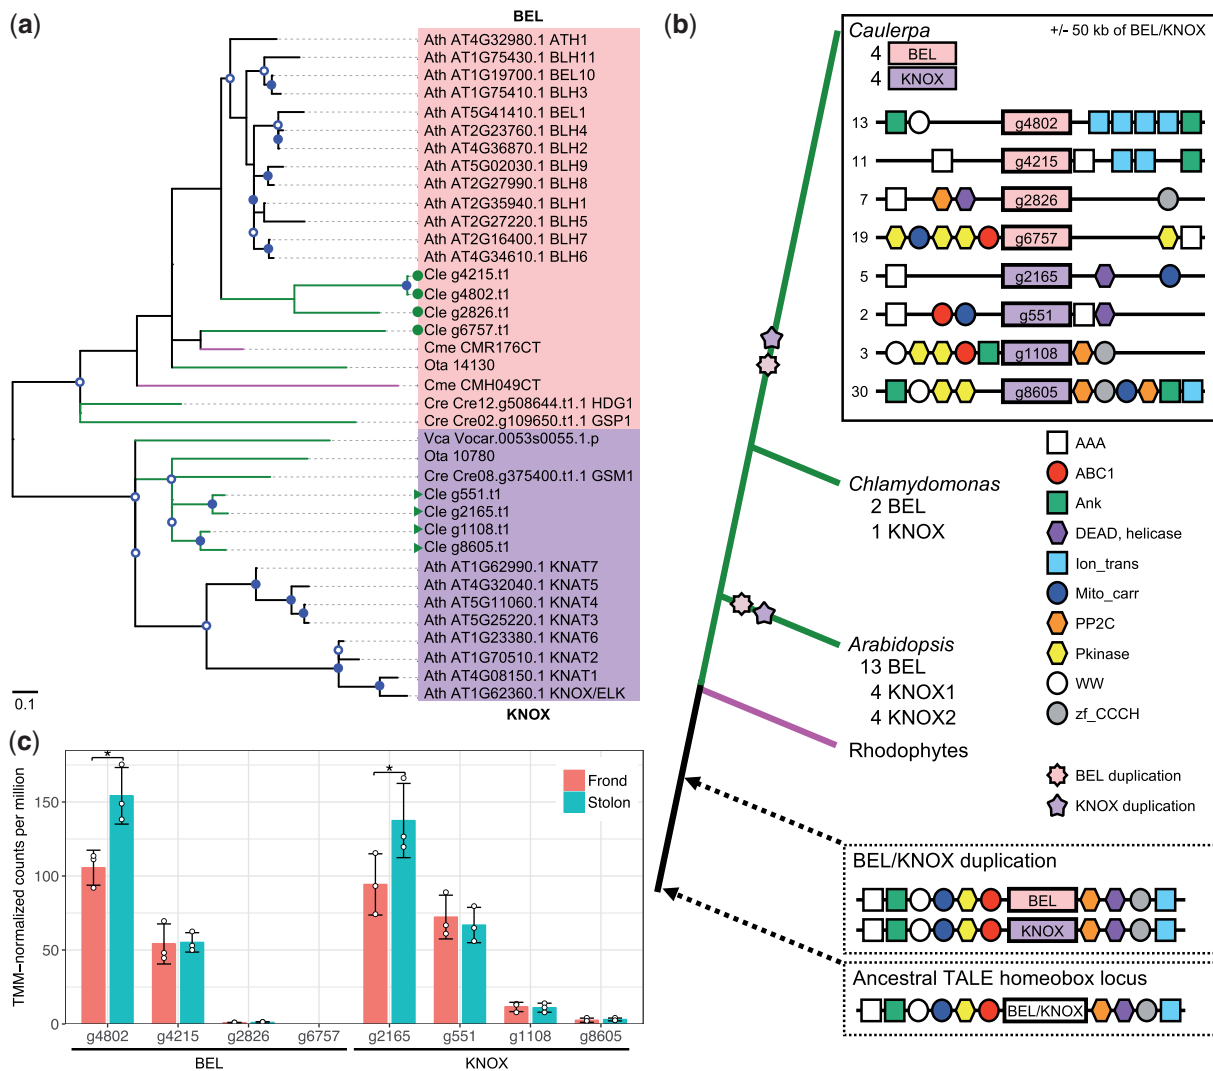 (a)
BEL
Ath AT4G32980.1 ATH1
Ath AT1G75430.1 BLH11
Ath AT1G19700.1 BEL10
Ath AT1G75410.1 BLH3
Ath AT5G41410.1 BEL1
Ath AT2G23760.1 BLH4
Ath AT4G36870.1 BLH2
Ath AT5G02030.1 BLH9
Ath AT2G27990.1 BLH8
Ath AT2G35940.1 BLH1
Ath AT2G27220.1 BLH5
Ath AT2G16400.1 BLH7
Ath AT4G34610.1 BLH6
Cle g4215.t1
Cle g4802.t1
Cle g2826.t1
Cle g6757.t1
Cme CMR176CT
Ota 14130
Cme CMH049CT
Cre Cre12.g508644.t1.1 HDG1
Cre Cre02.g109650.t1.1 GSP1
Vca Vocar.0053s0055.1.p
Ota 10780
Cre Cre08.g375400.t1.1 GSM1
Cle g551.t1
Cle g2165.t1
Cle g1108.t1
Cle g8605.t1
Ath AT1G62990.1 KNAT7
Ath AT4G32040.1 KNAT5
Ath AT5G11060.1 KNAT4
Ath AT5G25220.1 KNAT3
Ath AT1G23380.1 KNAT6
Ath AT1G70510.1 KNAT2
Ath AT4G08150.1 KNAT1
Ath AT1G62360.1 KNOX/ELK
KNOX
0.1
(b)
Caulerpa
+/- 50 kb of BEL/KNOX
4 BEL
4 KNOX
13 g4802
11 g4215
7 g2826
19 g6757
5 g2165
2 g551
3 g1108
30 g8605
AAA
ABC1
Ank
DEAD, helicase
Ion_trans
Mito_carr
PP2C
Pkinase
WW
zf_CCCH
BEL duplication
KNOX duplication
Chlamydomonas
2 BEL
1 KNOX
Arabidopsis
13 BEL
4 KNOX1
4 KNOX2
Rhodophytes
BEL/KNOX duplication
BEL
KNOX
Ancestral TALE homeobox locus
BEL/KNOX
(c)
TMM−normalized counts per million
150
100
50
0
*
*
Frond
Stolon
g4802 g4215 g2826 g6757 g2165 g551 g1108 g8605
BEL KNOX